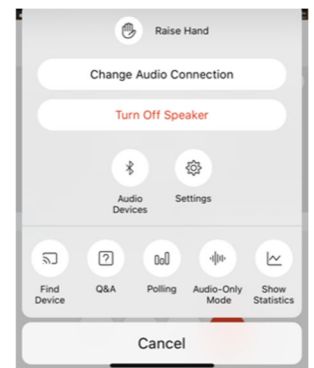 Raise Hand
Change Audio Connection
Turn Off Speaker
Audio
Devices
Settings
Find
Device
Q&A
Polling
Audio-Only
Mode
Show
Statistics
Cancel